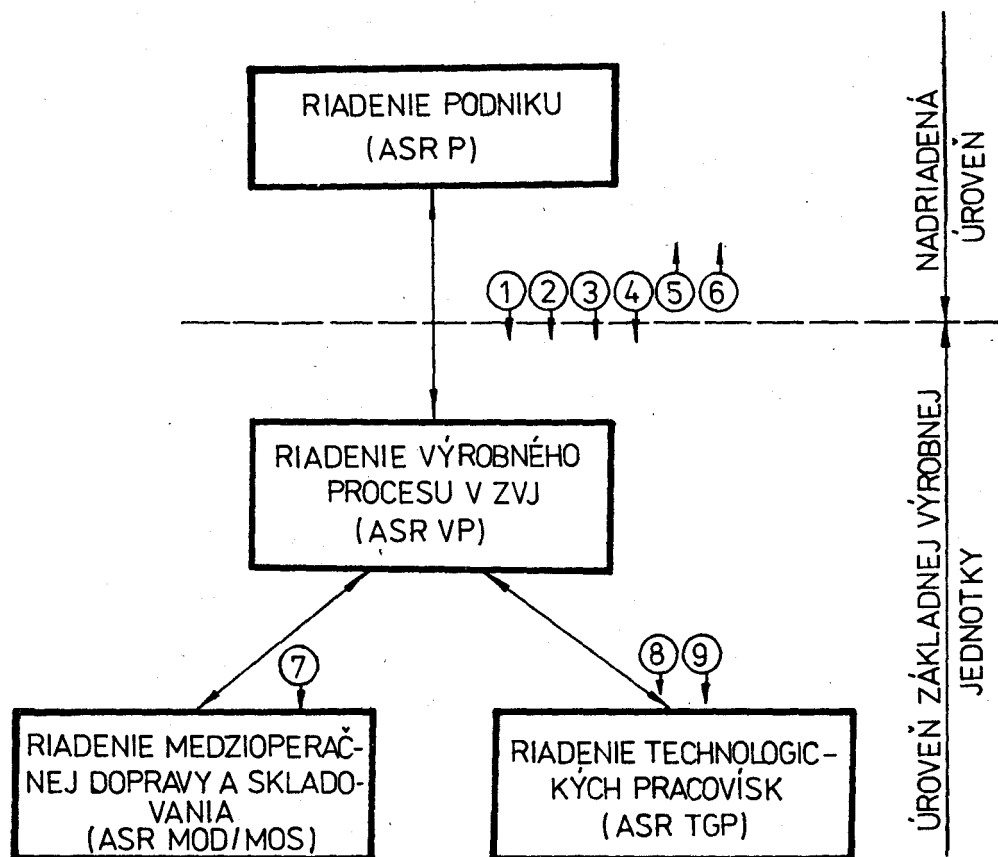 RIADENIE PODNIKU
(ASR P)
NADRIADENÁ
ÚROVEŇ
1 2 3 4 5 6
RIADENIE VÝROBNÉHO
PROCESU V ZVJ
(ASR VP)
ÚROVEŇ ZÁKLADNEJ VÝROBNEJ
JEDNOTKY
7
8 9
RIADENIE MEDZIOPERAČ-
NEJ DOPRAVY A SKLADO-
VANIA
(ASR MOD/MOS)
RIADENIE TECHNOLOGIC-
KÝCH PRACOVÍSK
(ASR TGP)